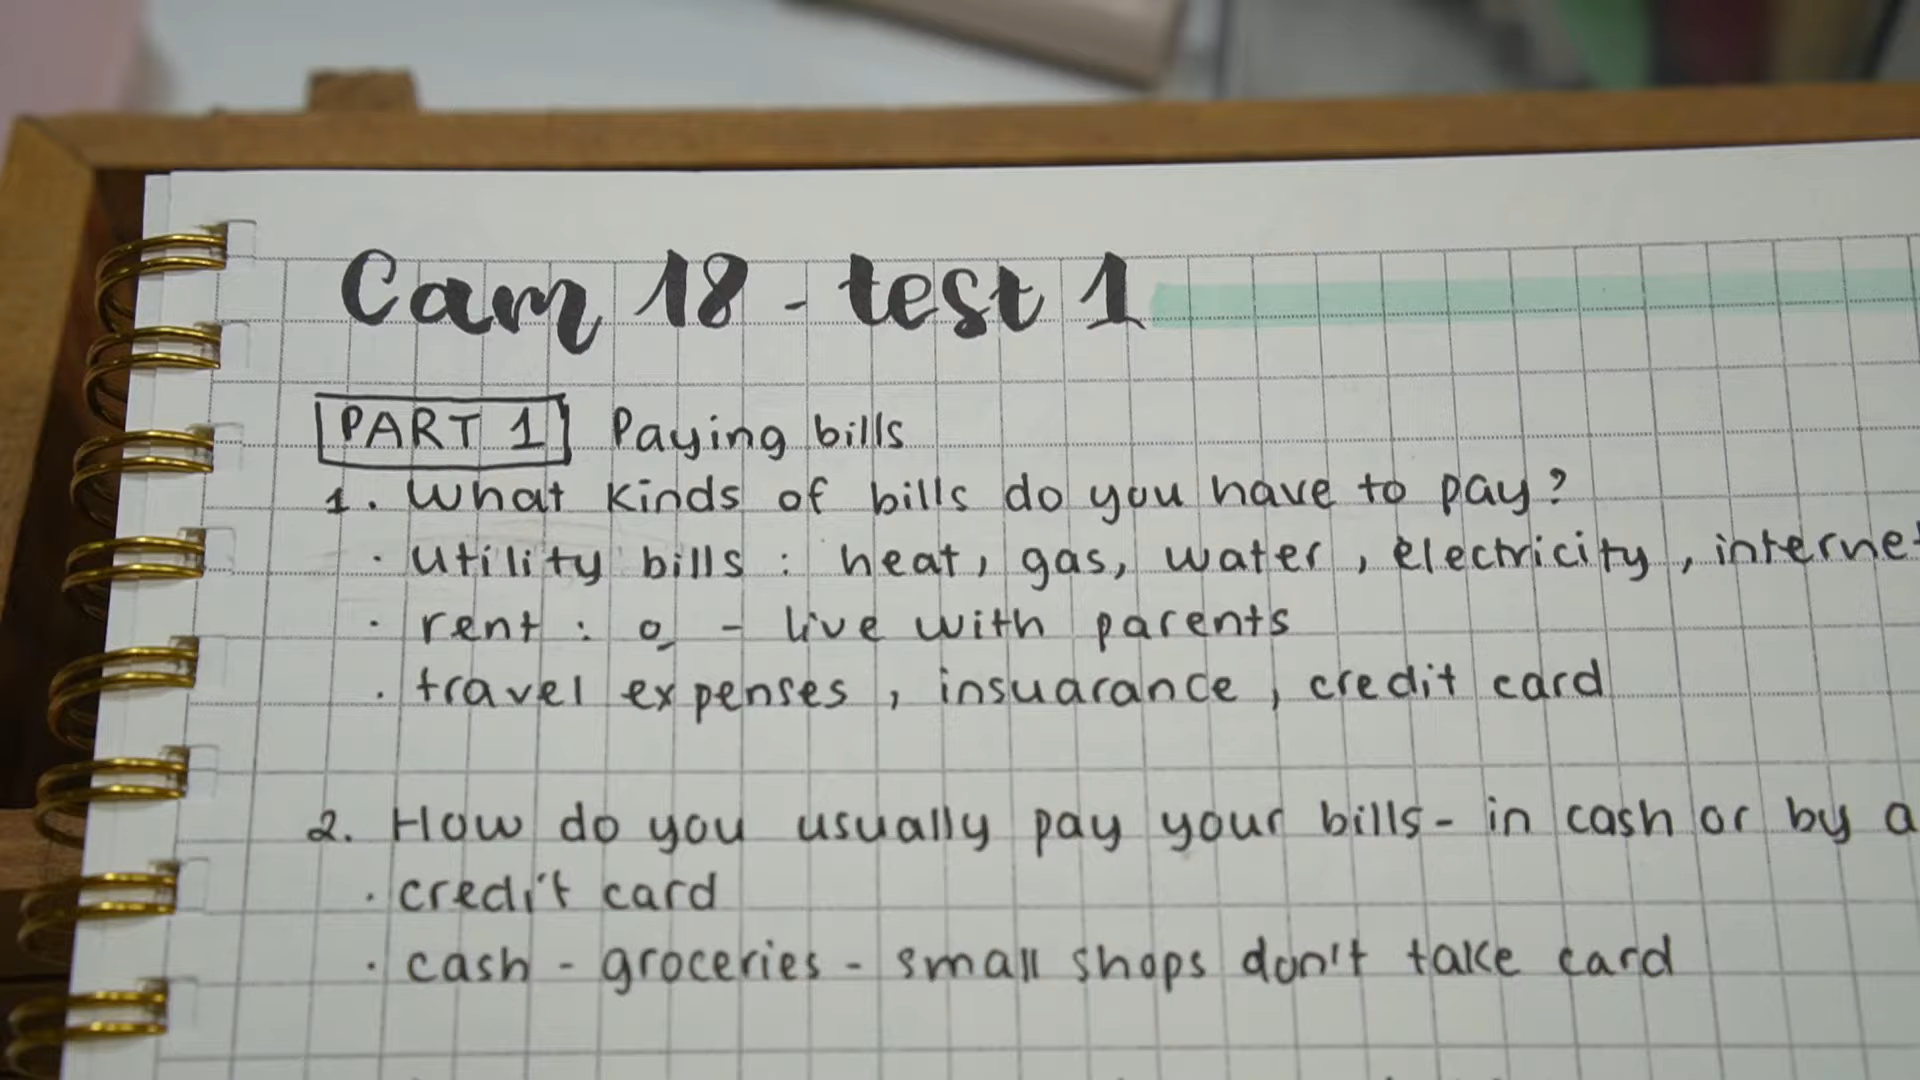 Cam 18 - test 1
PART 1 Paying bills
1. What kinds of bills do you have to pay?
· utility bills : heat, gas, water, electricity, interne
· rent : 0 - live with parents
· travel expenses, insuarance, credit card
2. How do you usually pay your bills - in cash or by a
· credit card
· cash - groceries - small shops don't take card